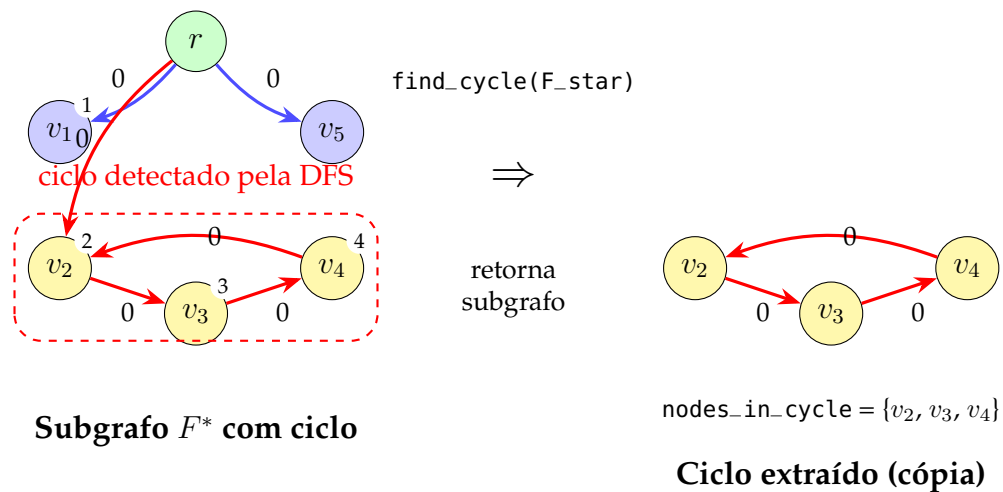 r
0
0
find_cycle(F_star)
1
v₁
0
v₅
ciclo detectado pela DFS
⇒
2
0
4
v₂
v₄
3
0
v₃
0
retorna
subgrafo
0
v₂
v₄
0
v₃
0
nodes_in_cycle = {v₂, v₃, v₄}
Subgrafo F* com ciclo
Ciclo extraído (cópia)